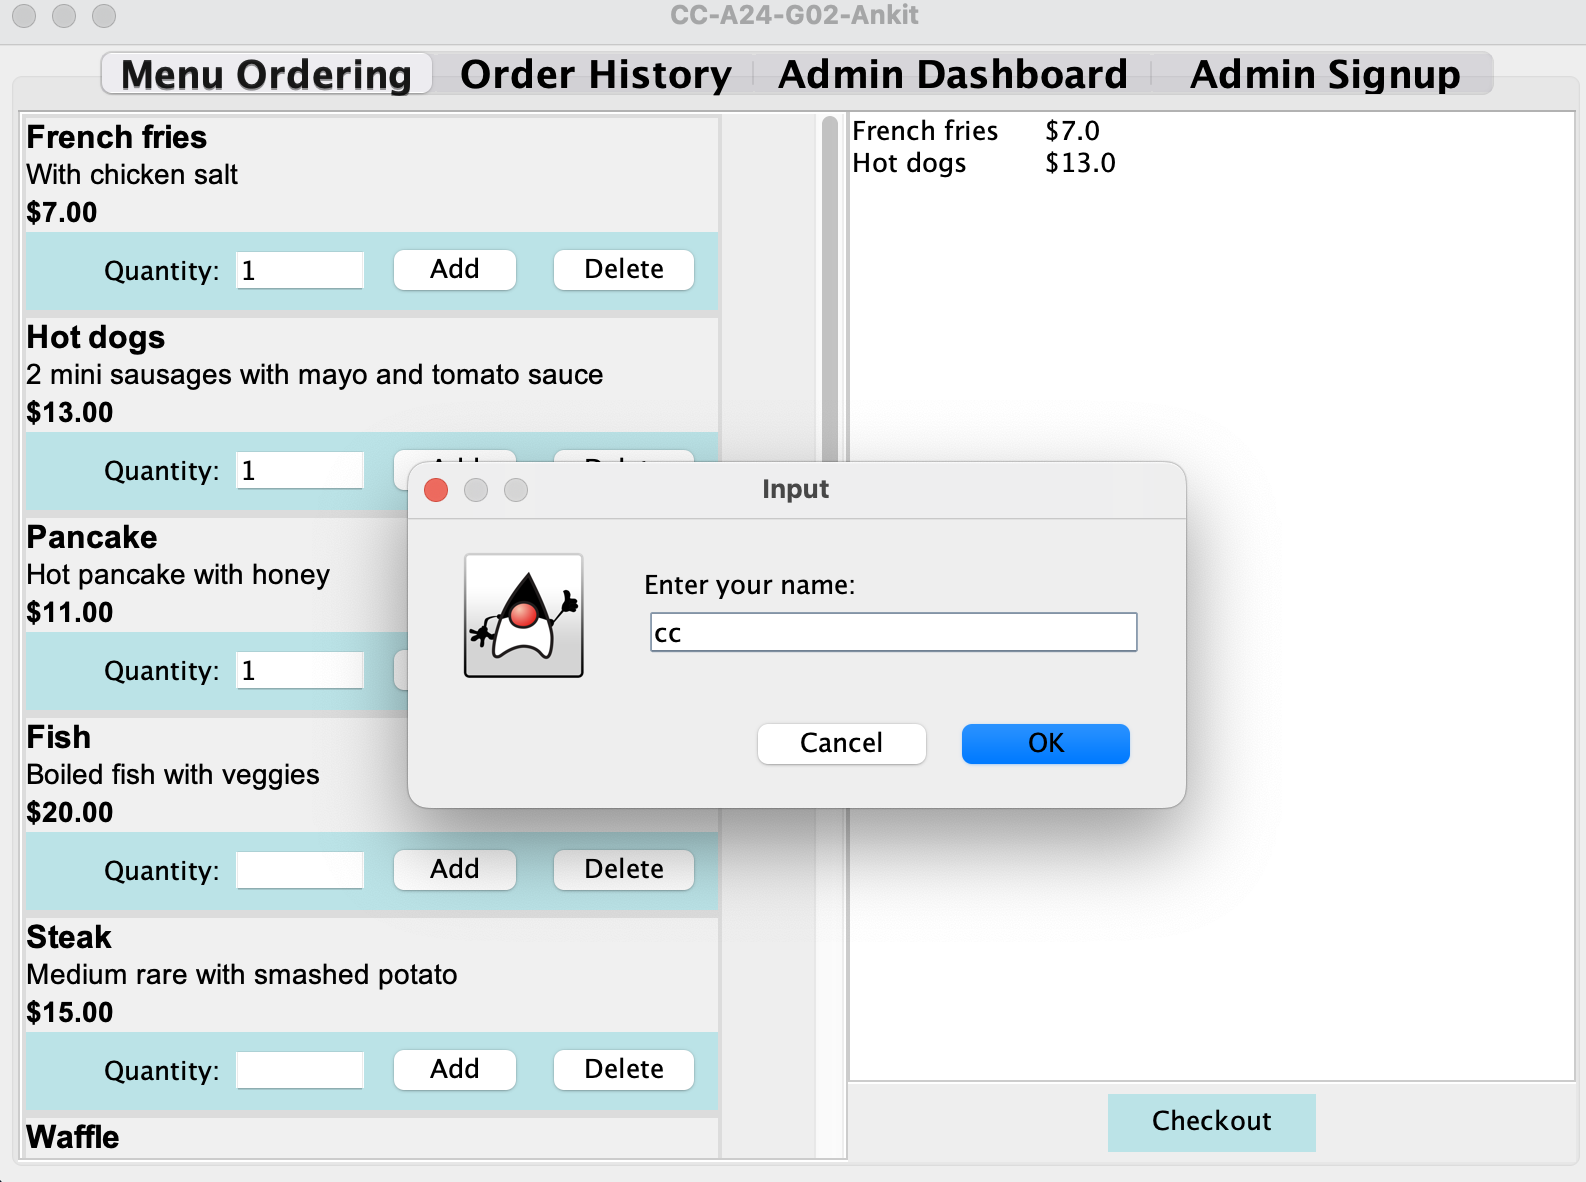 CC-A24-G02-Ankit
Menu Ordering Order History Admin Dashboard Admin Signup
French fries
With chicken salt
$7.00
Quantity: 1 Add Delete
Hot dogs
2 mini sausages with mayo and tomato sauce
$13.00
Quantity: 1
Pancake
Hot pancake with honey
$11.00
Quantity: 1
Fish
Boiled fish with veggies
$20.00
Quantity: Add Delete
Steak
Medium rare with smashed potato
$15.00
Quantity: Add Delete
Waffle
French fries $7.0
Hot dogs $13.0
Input
Enter your name:
cc
Cancel OK
Checkout